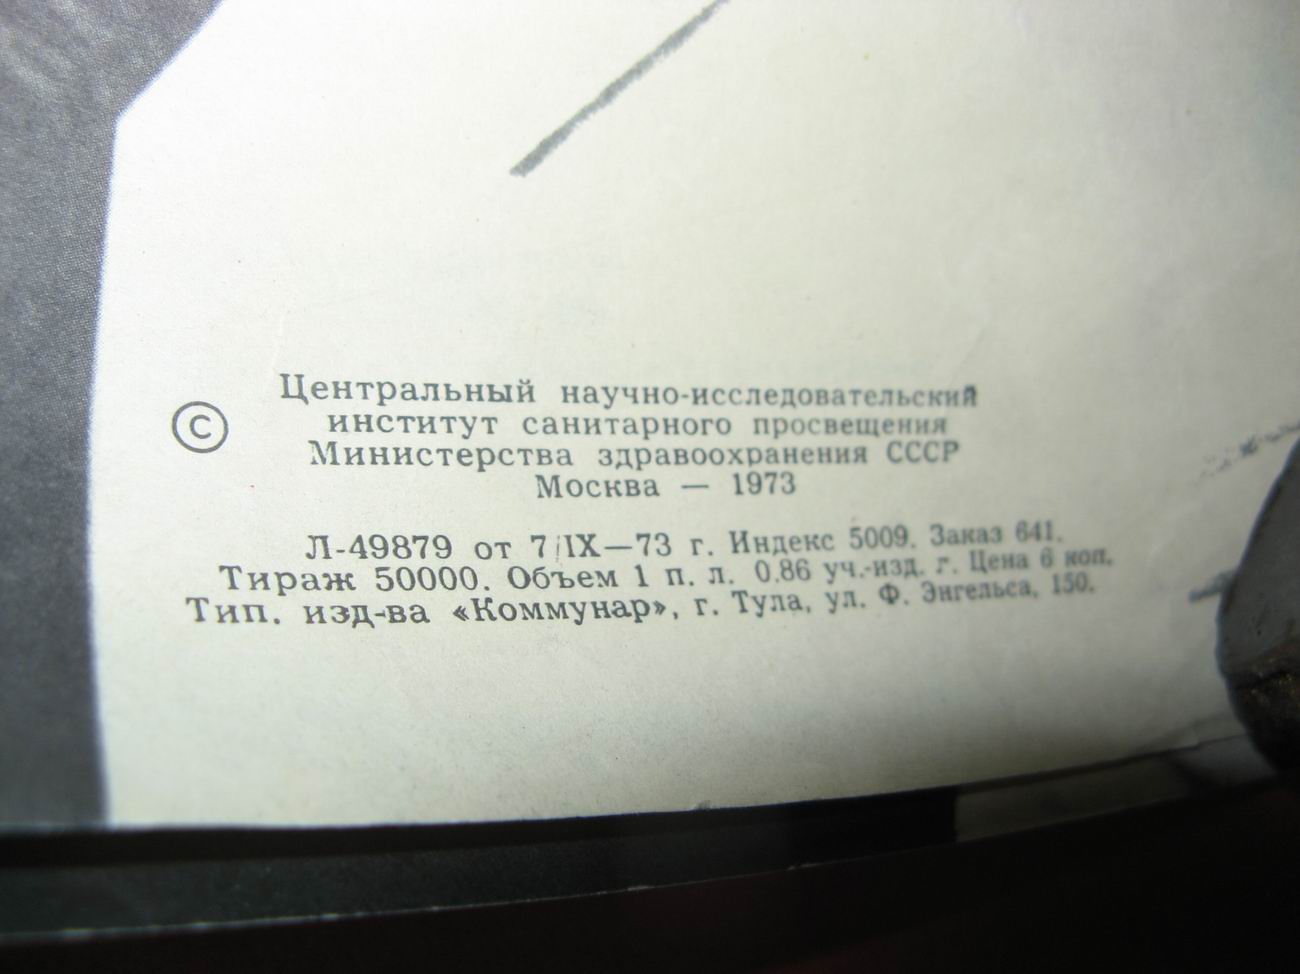 © Центральный научно-исследовательский
институт санитарного просвещения
Министерства здравоохранения СССР
Москва — 1973
Л-49879 от 7/IX—73 г. Индекс 5009. Заказ 641.
Тираж 50000. Объем 1 п. л. 0.86 уч.-изд. г. Цена 6 коп.
Тип. изд-ва «Коммунар», г. Тула, ул. Ф. Энгельса, 150.